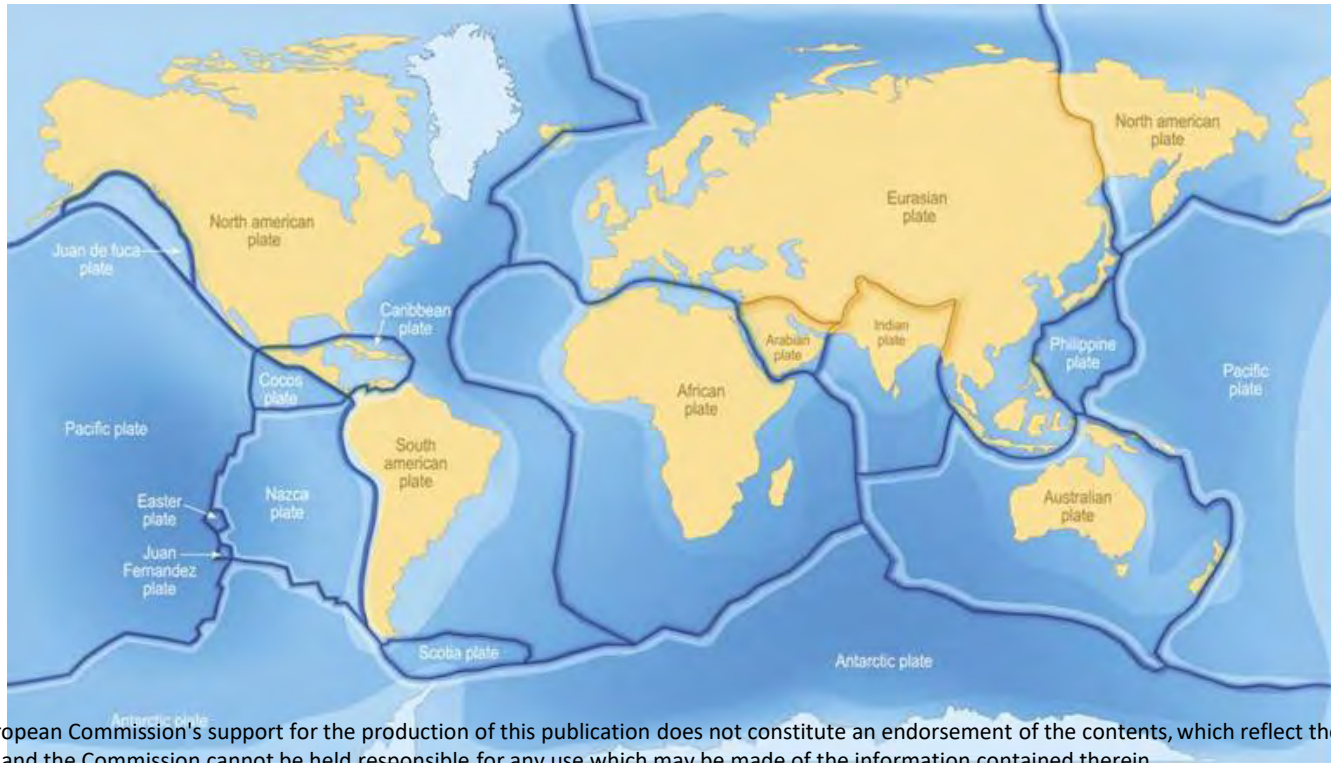 North american
plate
North american
plate
Eurasian
plate
Juan de fuca
plate
Caribbean
plate
Arabian
plate
Indian
plate
Philippine
plate
Cocos
plate
African
plate
Pacific
plate
Pacific plate
South
american
plate
Easter
plate
Nazca
plate
Australian
plate
Juan
Fernandez
plate
Scotia plate
Antarctic plate
Antarctic plate
ropean Commission's support for the production of this publication does not constitute an endorsement of the contents, which reflect the
and the Commission cannot be held responsible for any use which may be made of the information contained therein